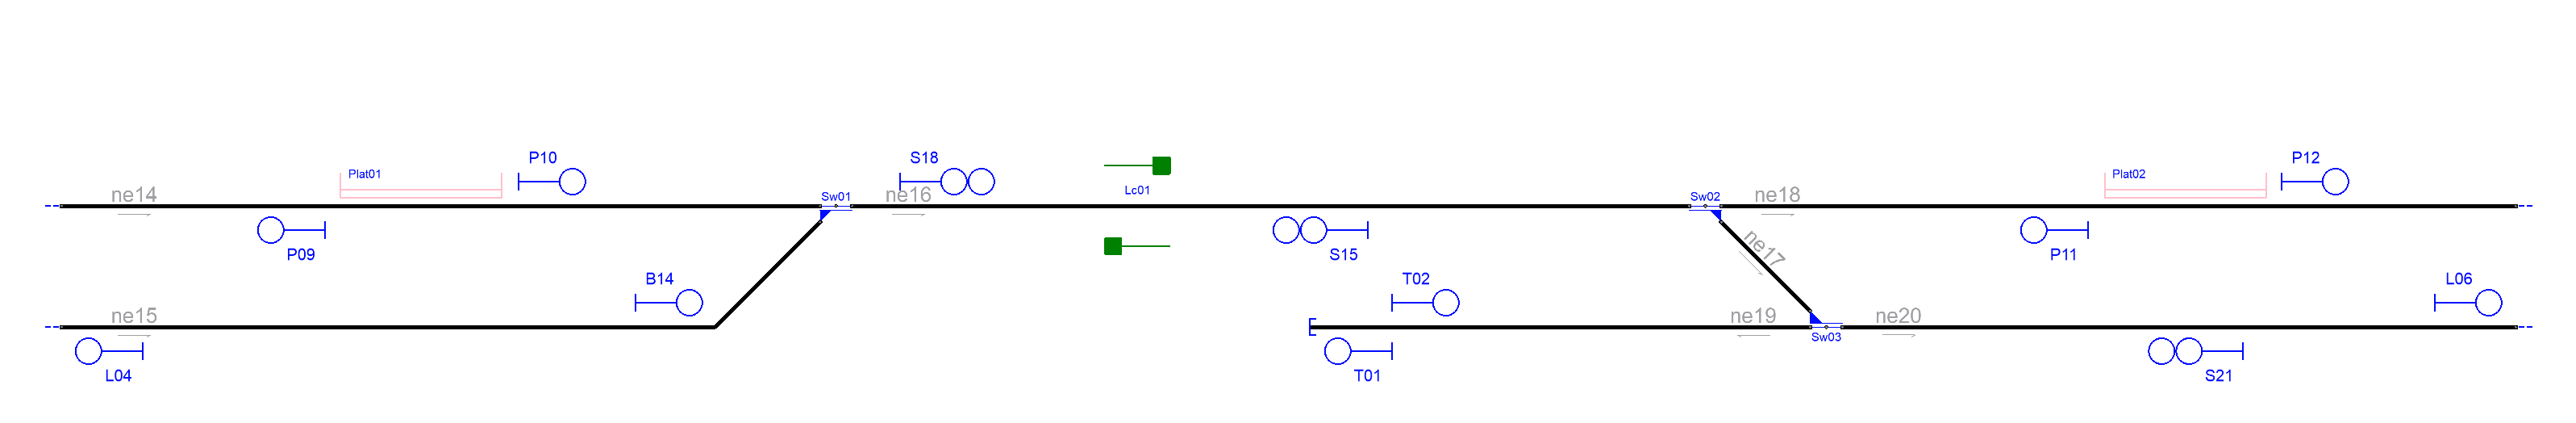 P10
S18
P12
Plat01
Lc01
Plat02
ne14
Sw01
ne16
Sw02
ne18
P09
S15
ne17
P11
B14
T02
L06
ne15
ne19
ne20
Sw03
L04
T01
S21